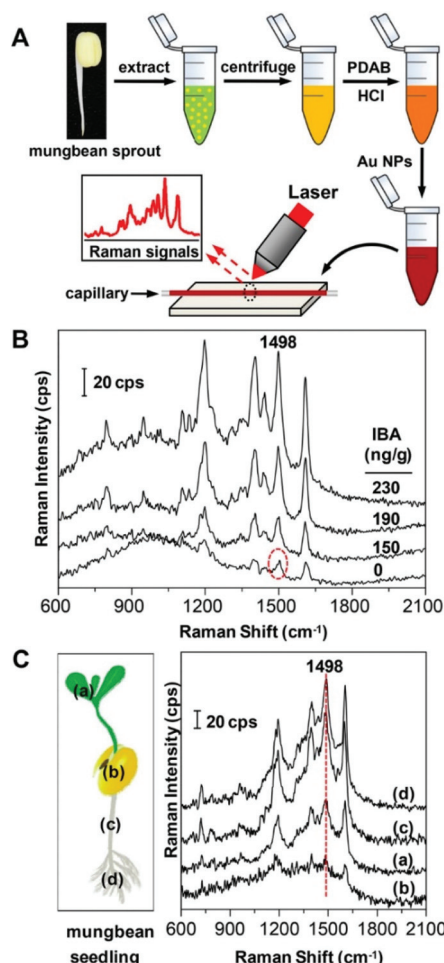 A
extract
centrifuge
PDAB
HCl
mungbean sprout
Au NPs
Laser
Raman signals
capillary
B
1498
20 cps
IBA
(ng/g)
230
190
150
0
Raman Intensity (cps)
600 900 1200 1500 1800 2100
Raman Shift (cm-1)
C
(a)
(b)
(c)
(d)
mungbean
seedling
1498
20 cps
(d)
(c)
(a)
(b)
Raman Intensity (cps)
600 900 1200 1500 1800 2100
Raman Shift (cm-1)